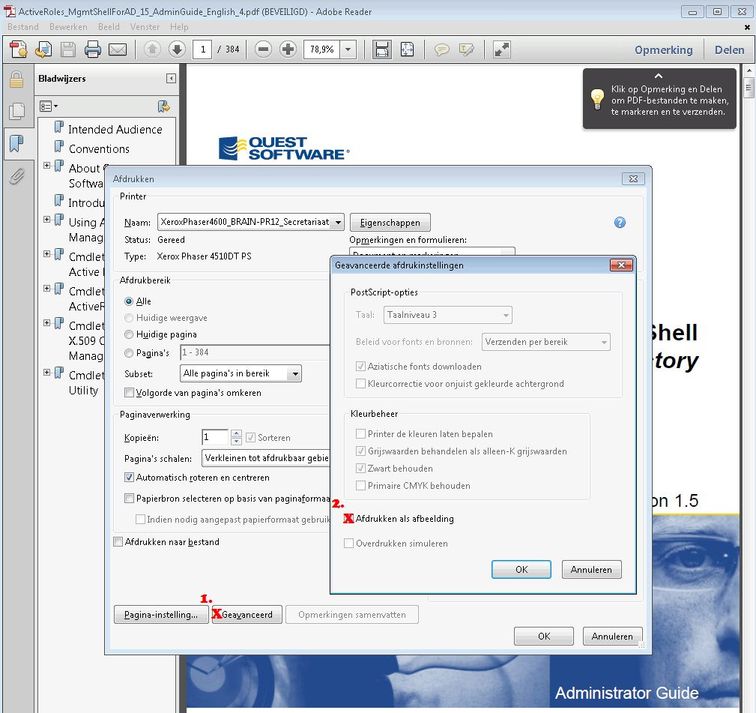 ActiveRoles_MgmtShellForAD_15_AdminGuide_English_4.pdf (BEVEILIGD) - Adobe Reader
Bestand Bewerken Beeld Venster Help
1 / 384 78,9% Opmerking Delen
Bladwijzers
Klik op Opmerking en Delen
om PDF-bestanden te maken,
te markeren en te verzenden.
Intended Audience
Conventions
About
Softwa
Introdu
Using A
Manag
Cmdlet
Active
Cmdlet
ActiveR
Cmdlet
X.509 C
Manag
Cmdlet
Utility
QUEST
SOFTWARE
Shell
ctory
on 1.5
Administrator Guide
Afdrukken
Printer
Naam: XeroxPhaser4600_BRAIN-PR12_Secretariaat Eigenschappen
Status: Gereed Opmerkingen en formulieren:
Type: Xerox Phaser 4510DT PS Document en markeringen
Afdrukbereik
Alle
Huidige weergave
Huidige pagina
Pagina's 1 - 384
Subset: Alle pagina's in bereik
Volgorde van pagina's omkeren
Paginaverwerking
Kopieën: 1 Sorteren
Pagina's schalen: Verkleinen tot afdrukbaar gebie
Automatisch roteren en centreren
Papierbron selecteren op basis van paginaformaa
Indien nodig aangepast papierformaat gebruik
Afdrukken naar bestand
1.
Pagina-instelling... X Geavanceerd Opmerkingen samenvatten
OK Annuleren
Geavanceerde afdrukinstellingen
PostScript-opties
Taal: Taalniveau 3
Beleid voor fonts en bronnen: Verzenden per bereik
Aziatische fonts downloaden
Kleurcorrectie voor onjuist gekleurde achtergrond
Kleurbeheer
Printer de kleuren laten bepalen
Grijswaarden behandelen als alleen-K grijswaarden
Zwart behouden
Primaire CMYK behouden
2.
X Afdrukken als afbeelding
Overdrukken simuleren
OK Annuleren